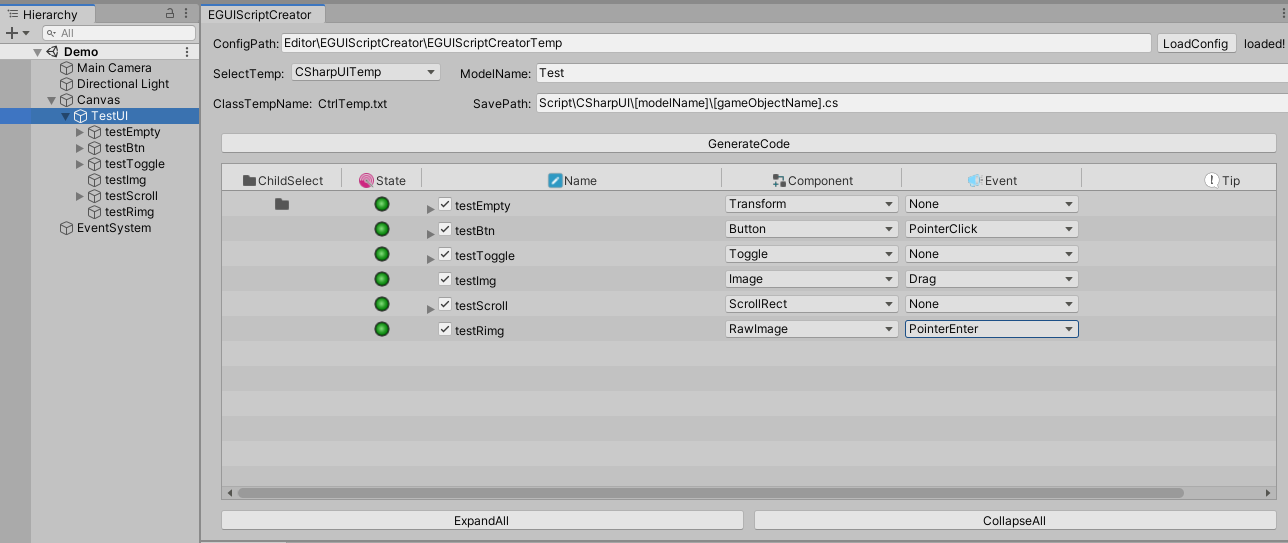 Hierarchy
All
Demo
Main Camera
Directional Light
Canvas
TestUI
testEmpty
testBtn
testToggle
testImg
testScroll
testRimg
EventSystem
EGUIScriptCreator
ConfigPath: Editor\EGUIScriptCreator\EGUIScriptCreatorTemp LoadConfig loaded!
SelectTemp: CSharpUITemp ModelName: Test
ClassTempName: CtrlTemp.txt SavePath: Script\CSharpUI\[modelName]\[gameObjectName].cs
GenerateCode
ChildSelect State Name Component Event Tip
testEmpty Transform None
testBtn Button PointerClick
testToggle Toggle None
testImg Image Drag
testScroll ScrollRect None
testRimg RawImage PointerEnter
ExpandAll CollapseAll